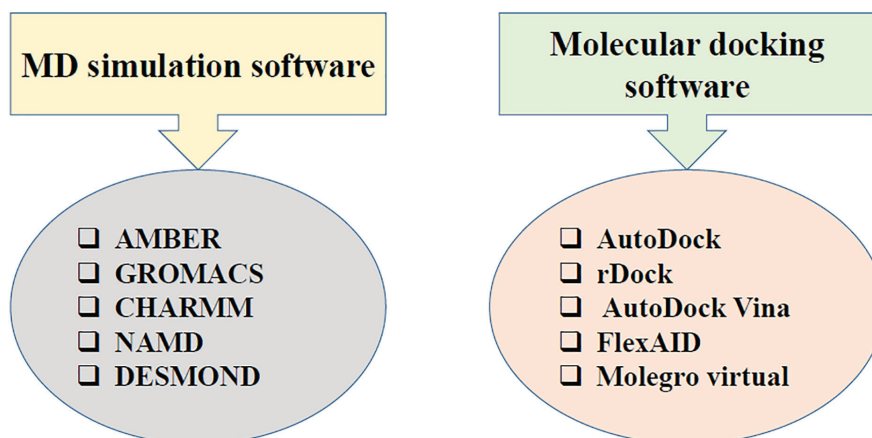 MD simulation software
AMBER
GROMACS
CHARMM
NAMD
DESMOND
Molecular docking
software
AutoDock
rDock
AutoDock Vina
FlexAID
Molegro virtual